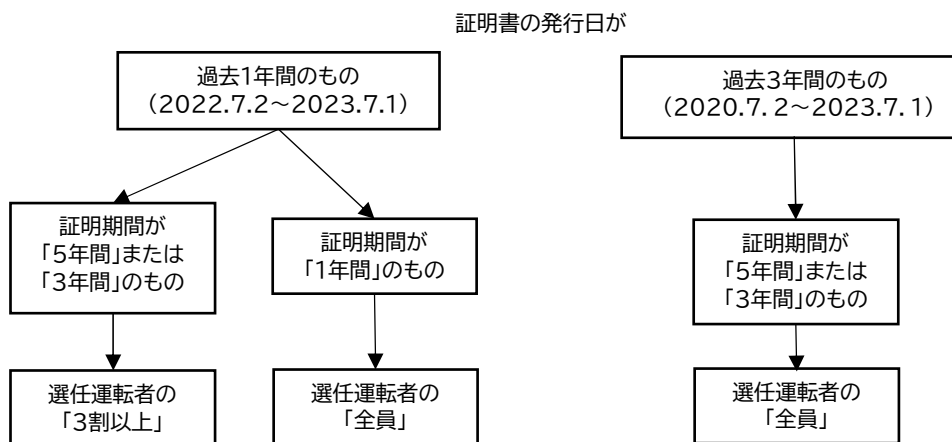 証明書の発行日が
過去1年間のもの
（2022.7.2～2023.7.1）
過去3年間のもの
（2020.7.2～2023.7.1）
証明期間が
「5年間」または
「3年間」のもの
証明期間が
「1年間」のもの
証明期間が
「5年間」または
「3年間」のもの
選任運転者の
「3割以上」
選任運転者の
「全員」
選任運転者の
「全員」